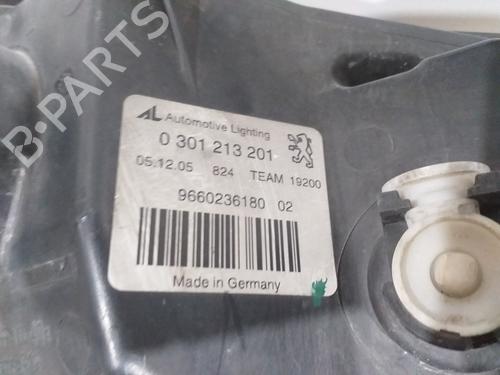 B-PARTS
AL Automotive Lighting
0 301 213 201
05.12.05 824 TEAM 19200
9660236180 02
Made in Germany